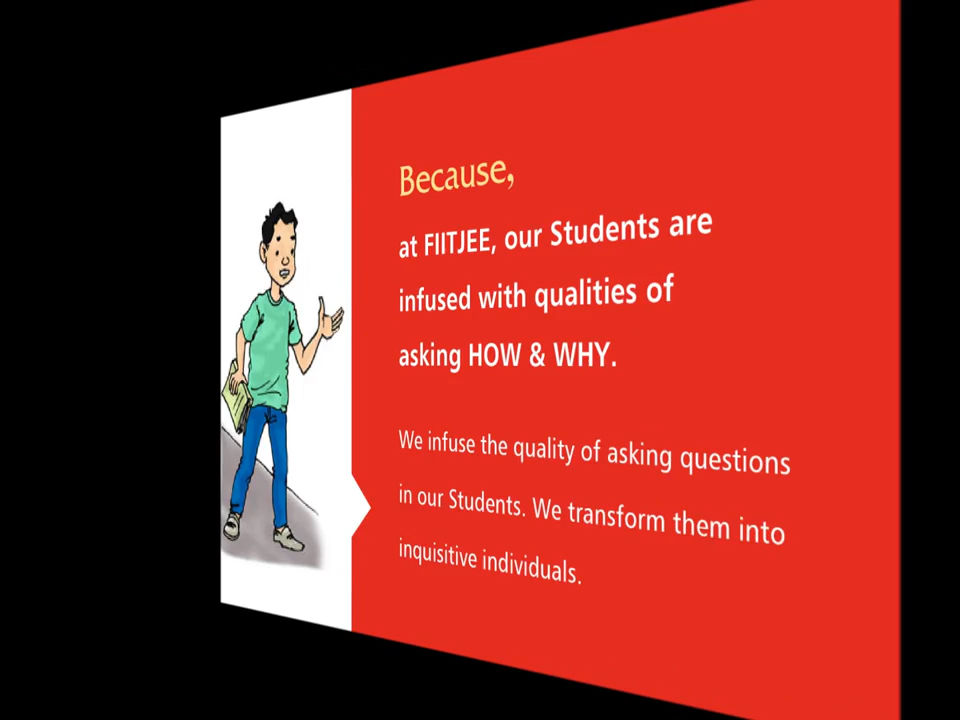 Because,
at FIITJEE, our Students are
infused with qualities of
asking HOW & WHY.
We infuse the quality of asking questions
in our Students. We transform them into
inquisitive individuals.